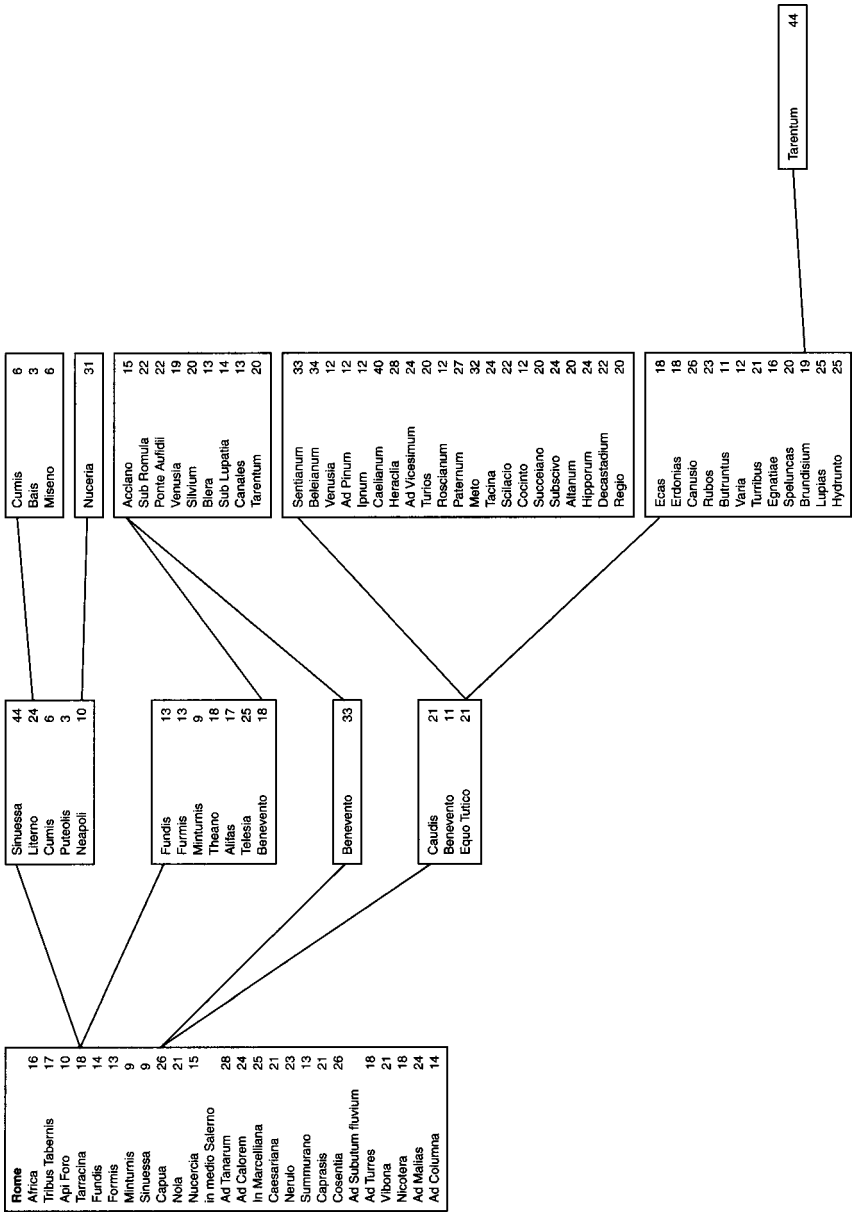 Rome
Africa 16
Tribus Tabernis 17
Api Foro 10
Tarracina 18
Fundis 14
Formis 13
Minturnis 9
Sinuessa 9
Capua 26
Nola 21
Nucercia 15
in medio Salerno
Ad Tanarum 28
Ad Calorem 24
In Marcelliana 25
Caesariana 21
Nerulo 23
Summurano 13
Caprasis 21
Cosentia 26
Ad Subutum fluvium
Ad Turres 18
Vibona 21
Nicotera 18
Ad Mallas 24
Ad Columna 14
Sinuessa 44
Literno 24
Cumis 6
Puteolis 3
Neapoli 10
Fundis 13
Furmis 13
Minturnis 9
Theano 18
Alifas 17
Telesia 25
Benevento 18
Benevento 33
Caudis 21
Benevento 11
Equo Tutico 21
Cumis 6
Bais 3
Miseno 6
Nuceria 31
Acclano 15
Sub Romula 22
Ponte Aufidii 22
Venusia 19
Silvium 20
Blera 13
Sub Lupatia 14
Canales 13
Tarentum 20
Sentianum 33
Beleianum 34
Venusia 12
Ad Pinum 12
Ipnum 12
Caelianum 40
Heraclia 28
Ad Vicesimum 24
Turios 20
Roscianum 12
Paternum 27
Meto 32
Tacina 24
Scilacio 22
Cocinto 12
Succeiano 20
Subscivo 24
Altanum 20
Hipporum 24
Decastadium 22
Regio 20
Ecas 18
Erdonias 18
Canusio 26
Rubos 23
Butruntus 11
Varia 12
Turribus 21
Egnatiae 16
Speluncas 20
Brundisium 19
Lupias 25
Hydrunto 25
Tarentum 44